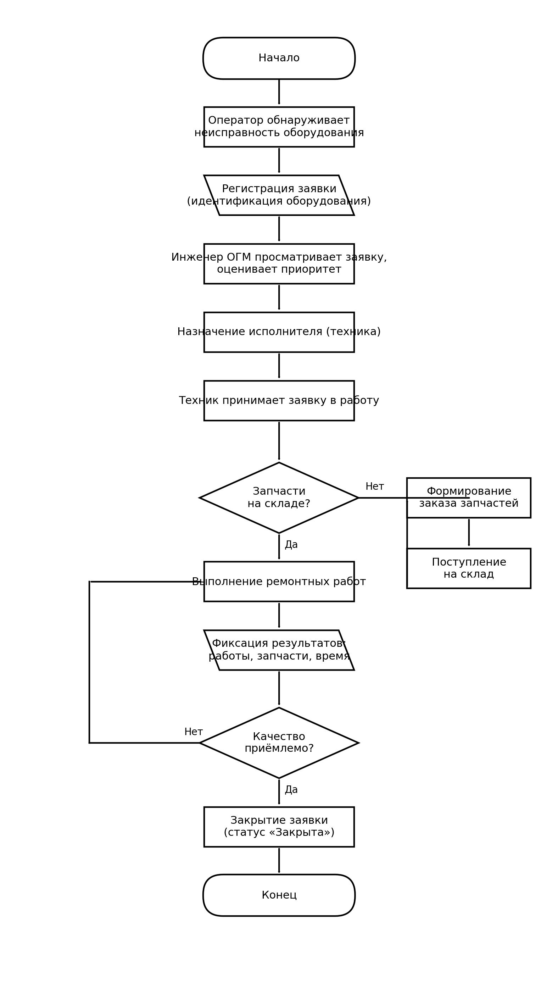 Начало
Оператор обнаруживает
неисправность оборудования
Регистрация заявки
(идентификация оборудования)
Инженер ОГМ просматривает заявку,
оценивает приоритет
Назначение исполнителя (техника)
Техник принимает заявку в работу
Запчасти
на складе?
Нет
Формирование
заказа запчастей
Да
Поступление
на склад
Выполнение ремонтных работ
Фиксация результатов:
работы, запчасти, время
Нет
Качество
приёмлемо?
Да
Закрытие заявки
(статус «Закрыта»)
Конец